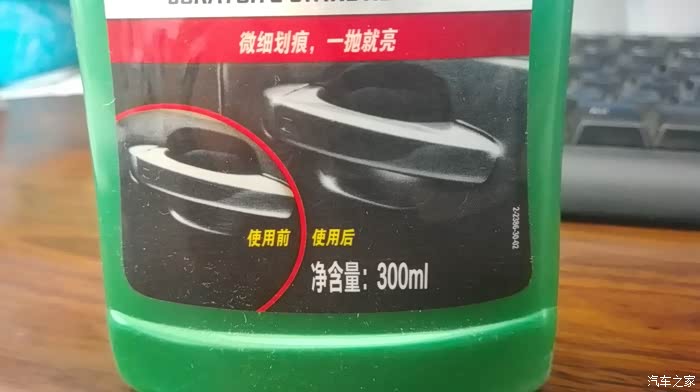 微细划痕，一抛就亮
使用前
使用后
净含量：300ml
2-2386-30-02
汽车之家